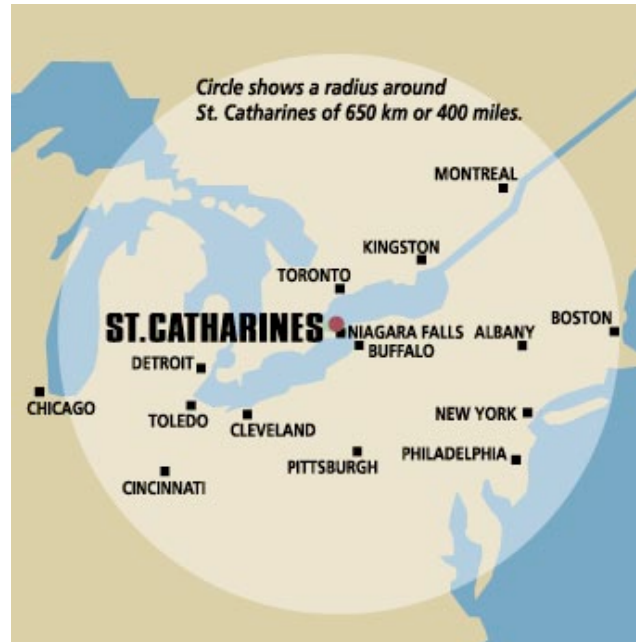 Circle shows a radius around
St. Catharines of 650 km or 400 miles.
MONTREAL
KINGSTON
TORONTO
ST.CATHARINES
NIAGARA FALLS
ALBANY
BOSTON
BUFFALO
DETROIT
CHICAGO
TOLEDO
CLEVELAND
NEW YORK
PITTSBURGH
PHILADELPHIA
CINCINNATI